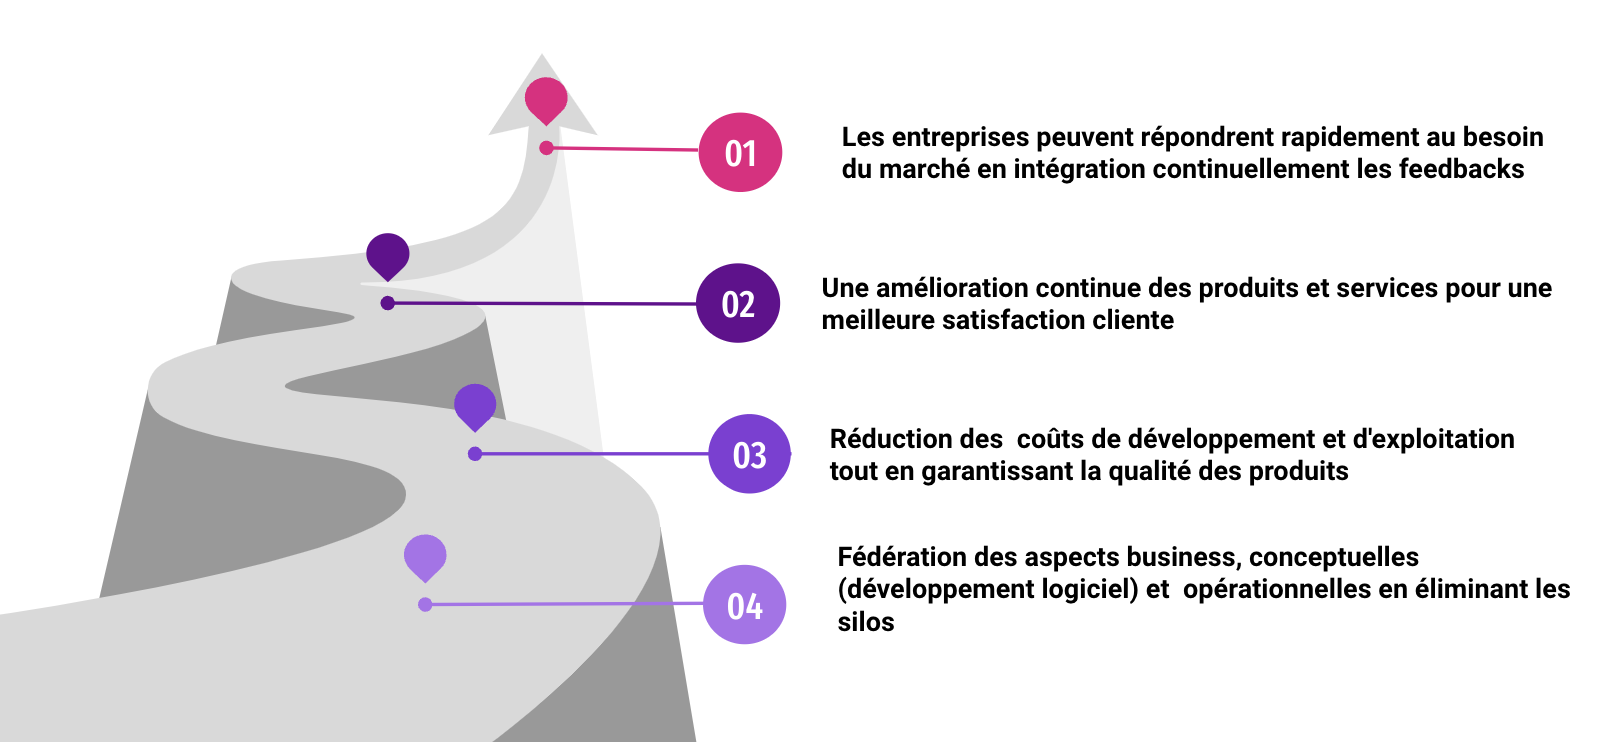 01
Les entreprises peuvent répondrent rapidement au besoin
du marché en intégration continuellement les feedbacks
02
Une amélioration continue des produits et services pour une
meilleure satisfaction cliente
03
Réduction des  coûts de développement et d'exploitation
tout en garantissant la qualité des produits
04
Fédération des aspects business, conceptuelles
(développement logiciel) et  opérationnelles en éliminant les
silos